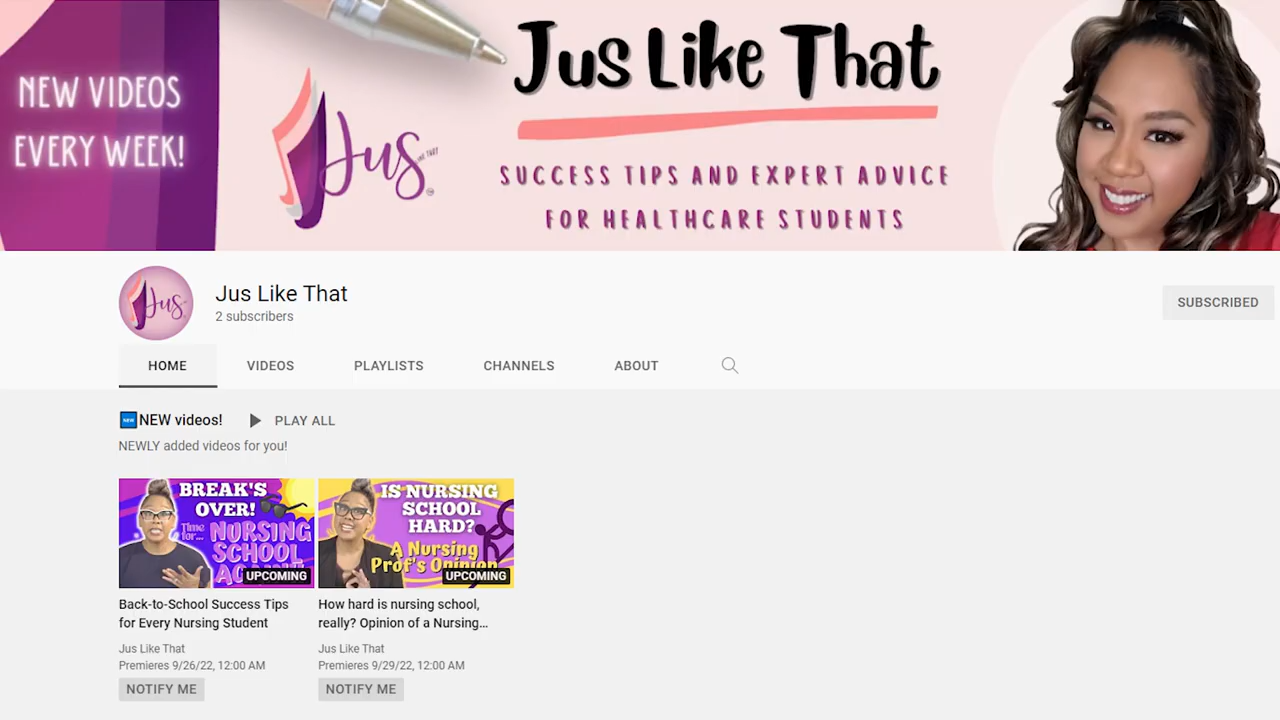 NEW VIDEOS
EVERY WEEK!
Jus
LIKE THAT
Jus Like That
SUCCESS TIPS AND EXPERT ADVICE
FOR HEALTHCARE STUDENTS
Jus
Jus Like That
2 subscribers
SUBSCRIBED
HOME VIDEOS PLAYLISTS CHANNELS ABOUT
NEW NEW videos! PLAY ALL
NEWLY added videos for you!
BREAK'S
OVER!
Time
for...
NURSING
SCHOOL
UPCOMING
IS NURSING
SCHOOL
HARD?
A Nursing
Prof's Opinion
UPCOMING
Back-to-School Success Tips
for Every Nursing Student
Jus Like That
Premieres 9/26/22, 12:00 AM
NOTIFY ME
How hard is nursing school,
really? Opinion of a Nursing...
Jus Like That
Premieres 9/29/22, 12:00 AM
NOTIFY ME